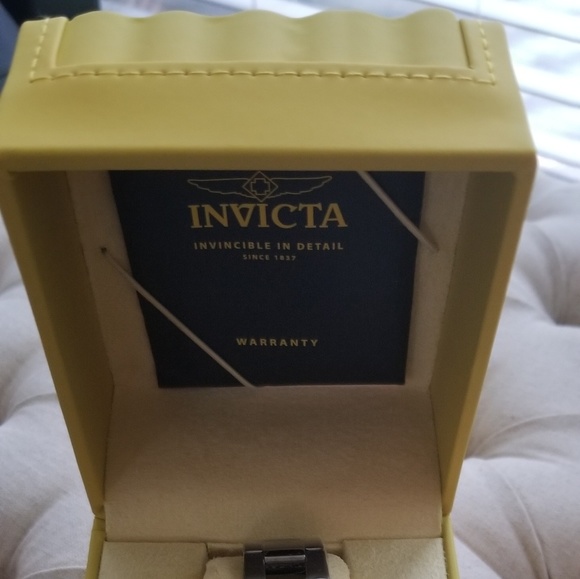 INVICTA
INVINCIBLE IN DETAIL
SINCE 1837
WARRANTY